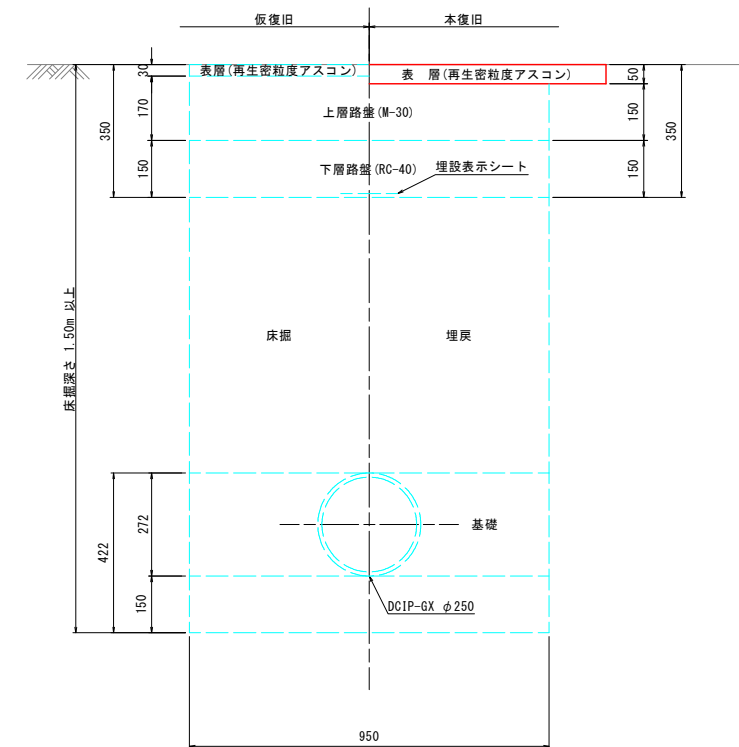 仮復旧
本復旧
表層(再生密粒度アスコン)
表　層(再生密粒度アスコン)
30
50
170
上層路盤(M-30)
150
350
350
150
下層路盤(RC-40)
埋設表示シート
150
床掘深さ 1.50m 以上
床掘
埋戻
422
272
基礎
150
DCIP-GX φ250
950